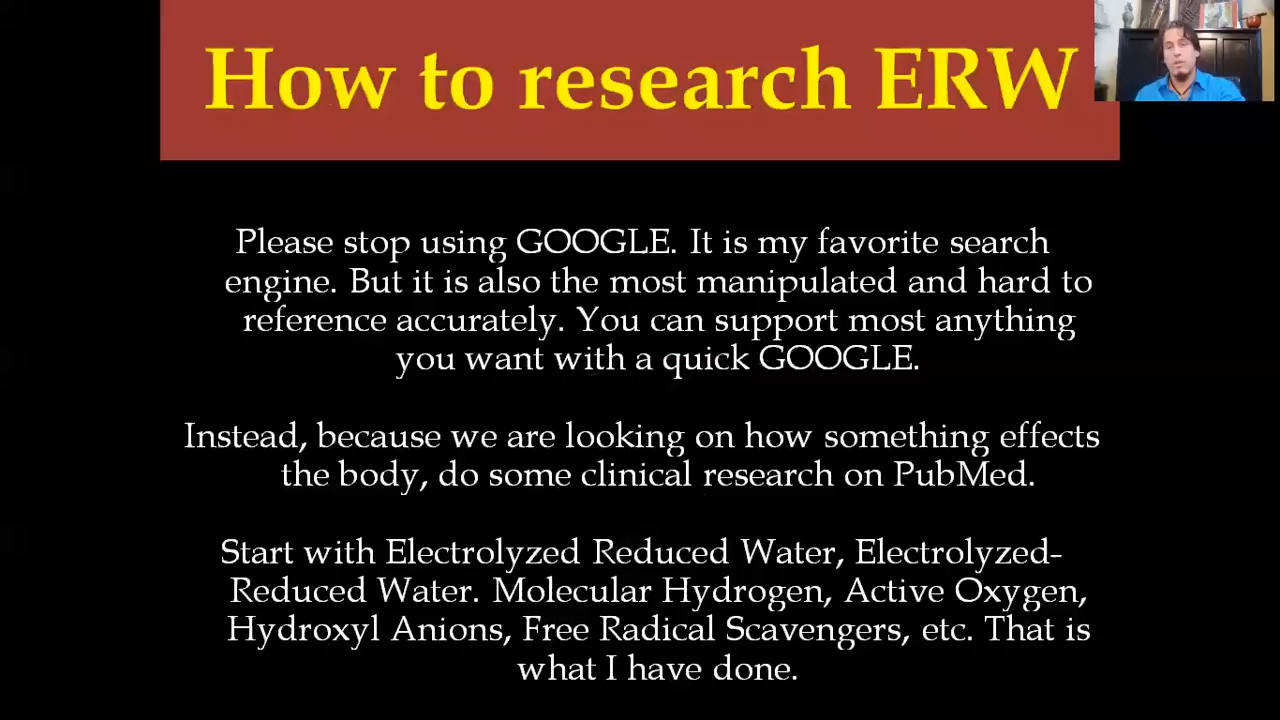 How to research ERW
Please stop using GOOGLE. It is my favorite search
engine. But it is also the most manipulated and hard to
reference accurately. You can support most anything
you want with a quick GOOGLE.
Instead, because we are looking on how something effects
the body, do some clinical research on PubMed.
Start with Electrolyzed Reduced Water, Electrolyzed-
Reduced Water. Molecular Hydrogen, Active Oxygen,
Hydroxyl Anions, Free Radical Scavengers, etc. That is
what I have done.